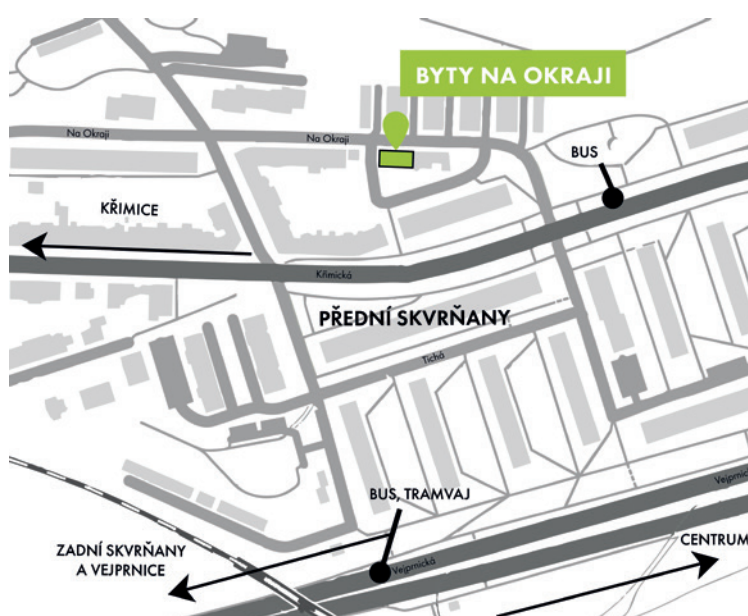 BYTY NA OKRAJI
Na Okraji
Na Okraji
BUS
KŘIMICE
Křimická
PŘEDNÍ SKVRŇANY
Tichá
BUS, TRAMVAJ
Vejprnická
ZADNÍ SKVRŇANY
A VEJPRNICE
CENTRUM
Vejprnická